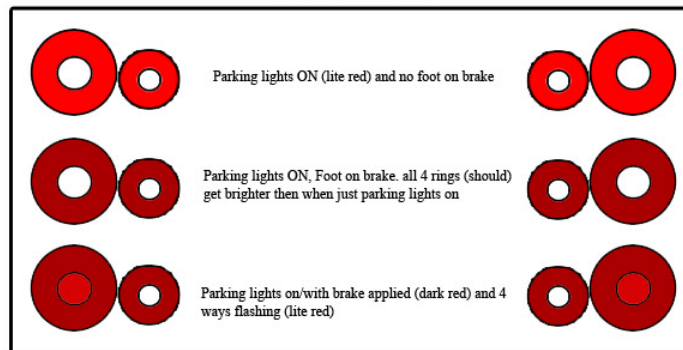 Parking lights ON (lite red) and no foot on brake
Parking lights ON, Foot on brake. all 4 rings (should)
get brighter then when just parking lights on
Parking lights on/with brake applied (dark red) and 4
ways flashing (lite red)